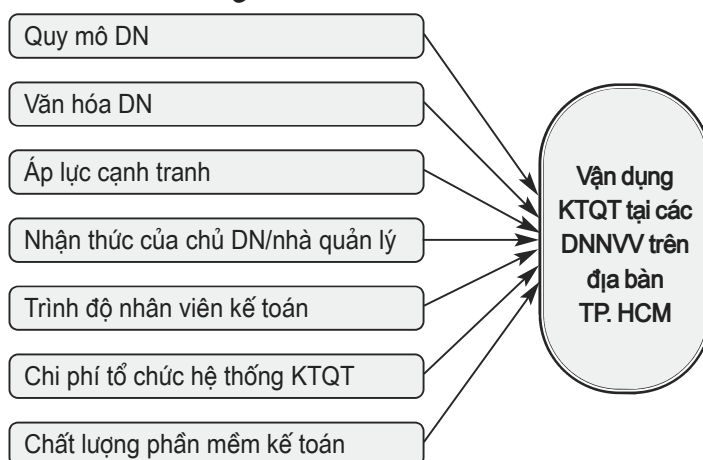 Quy mô DN
Văn hóa DN
Áp lực cạnh tranh
Nhận thức của chủ DN/nhà quản lý
Trình độ nhân viên kế toán
Chi phí tổ chức hệ thống KTQT
Chất lượng phần mềm kế toán
Vận dụng
KTQT tại các
DNNVV trên
địa bàn
TP. HCM